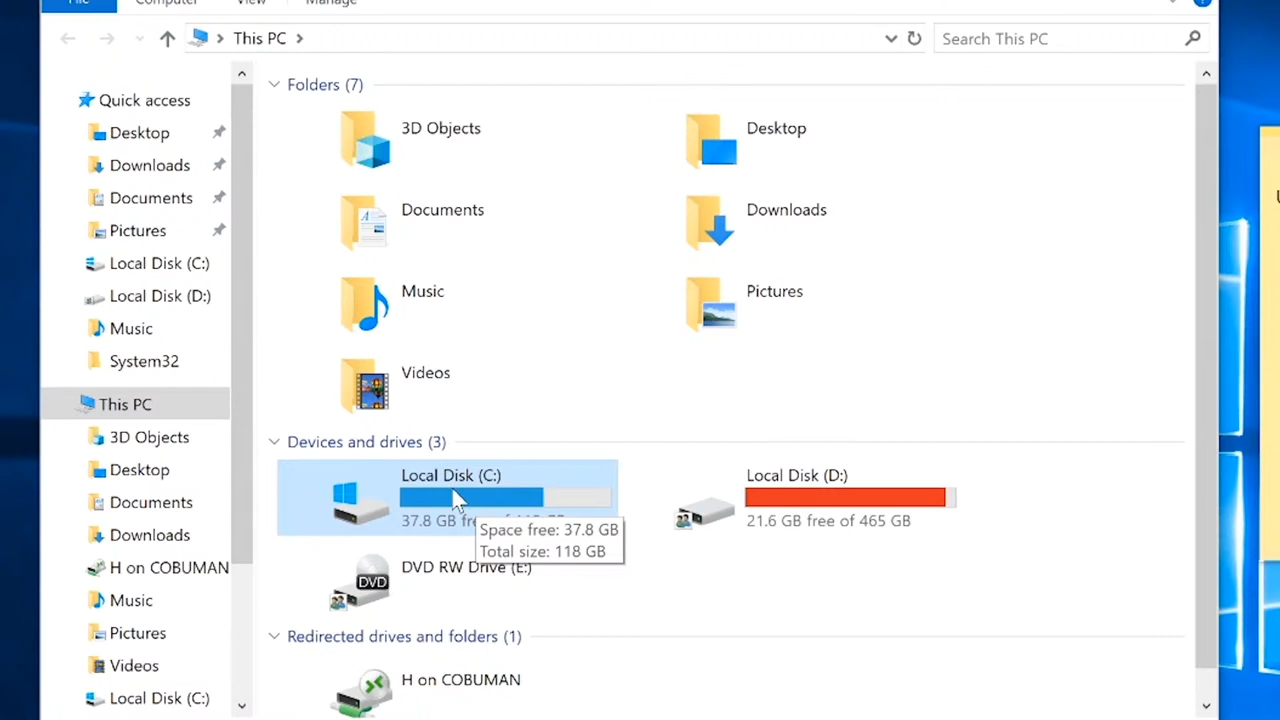 File Computer View Manage
This PC
Search This PC
Quick access
Desktop
Downloads
Documents
Pictures
Local Disk (C:)
Local Disk (D:)
Music
System32
This PC
3D Objects
Desktop
Documents
Downloads
H on COBUMAN
Music
Pictures
Videos
Local Disk (C:)
Folders (7)
3D Objects
Desktop
Documents
Downloads
Music
Pictures
Videos
Devices and drives (3)
Local Disk (C:)
37.8 GB
Space free: 37.8 GB
Total size: 118 GB
Local Disk (D:)
21.6 GB free of 465 GB
DVD
DVD RW Drive (E:)
Redirected drives and folders (1)
H on COBUMAN